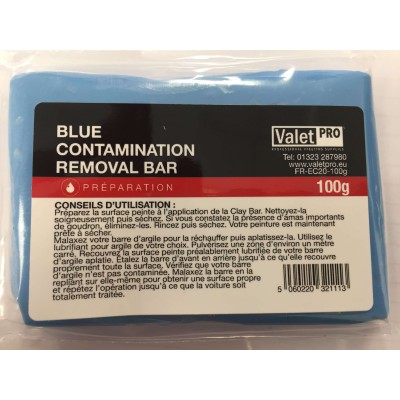 BLUE
CONTAMINATION
REMOVAL BAR
PRÉPARATION
Valet PRO
PROFESSIONAL VALETING SUPPLIES
Tel: 01323 287980
www.valetpro.eu
FR-EC20-100g
100g
CONSEILS D'UTILISATION :
Préparez la surface peinte à l'application de la Clay Bar. Nettoyez-la
soigneusement puis séchez. Si vous constatez la présence d'amas importants
de goudron, éliminez-les. Rincez puis séchez. Votre peinture est maintenant
prête à sécher.
Malaxez votre barre d'argile pour la réchauffer puis aplatissez-la. Utilisez le
lubrifiant pour argile de votre choix. Pulvérisez une zone d'environ un mètre
carré. Recouvrez la surface peinte préalablement lubrifiée de votre barre
d'argile aplatie. Etalez la barre d'avant en arrière jusqu'à ce qu'elle recouvre
proprement toute la surface. Vérifiez que votre barre
d'argile n'est pas contaminée, Malaxez la barre en la
repliant sur elle-même pour obtenir un surface propre
et répétez l'opération jusqu'à ce que la voiture soit
totalement traitée.
5 060220 321113